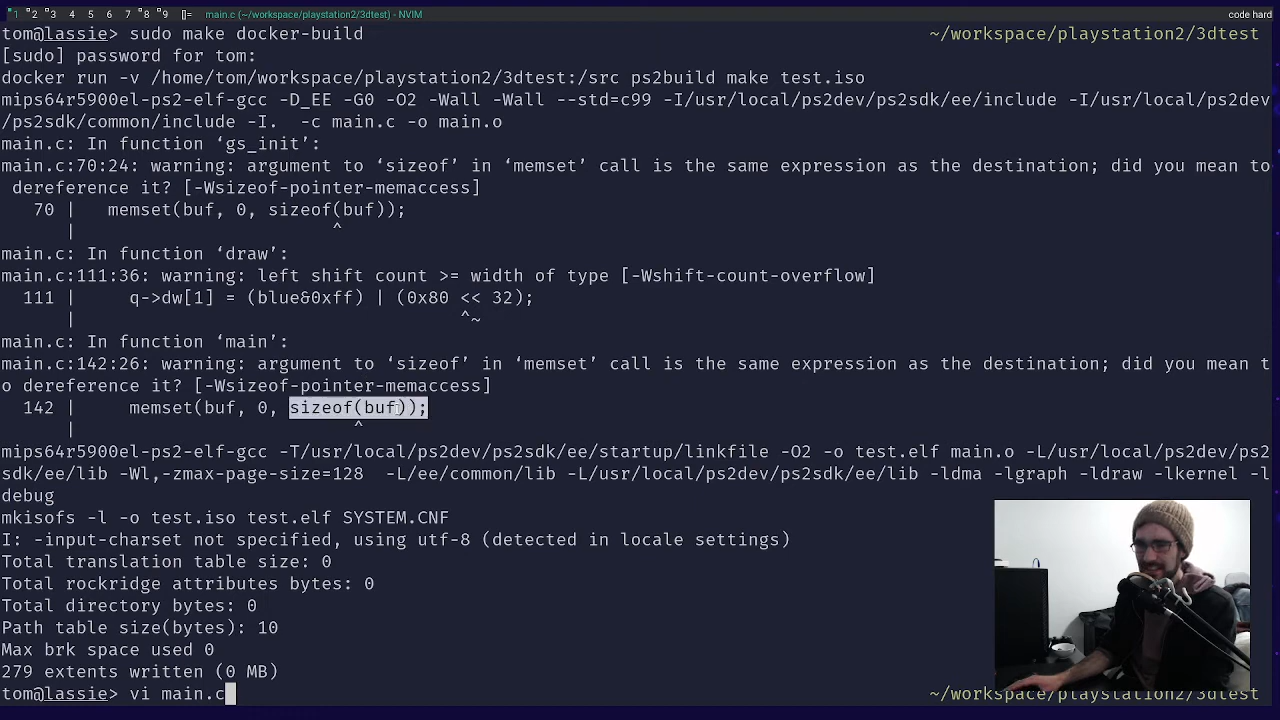 1 2 3 4 5 6 7 8 9 []= main.c (~/workspace/playstation2/3dtest) - NVIM code hard
tom@lassie> sudo make docker-build ~/workspace/playstation2/3dtest
[sudo] password for tom:
docker run -v /home/tom/workspace/playstation2/3dtest:/src ps2build make test.iso
mips64r5900el-ps2-elf-gcc -D_EE -G0 -O2 -Wall -Wall --std=c99 -I/usr/local/ps2dev/ps2sdk/ee/include -I/usr/local/ps2dev
/ps2sdk/common/include -I.  -c main.c -o main.o
main.c: In function ‘gs_init’:
main.c:70:24: warning: argument to ‘sizeof’ in ‘memset’ call is the same expression as the destination; did you mean to
 dereference it? [-Wsizeof-pointer-memaccess]
   70 |   memset(buf, 0, sizeof(buf));
      |                        ^
main.c: In function ‘draw’:
main.c:111:36: warning: left shift count >= width of type [-Wshift-count-overflow]
  111 |     q->dw[1] = (blue&0xff) | (0x80 << 32);
      |                                    ^~
main.c: In function ‘main’:
main.c:142:26: warning: argument to ‘sizeof’ in ‘memset’ call is the same expression as the destination; did you mean t
o dereference it? [-Wsizeof-pointer-memaccess]
  142 |     memset(buf, 0, sizeof(buf));
      |                          ^
mips64r5900el-ps2-elf-gcc -T/usr/local/ps2dev/ps2sdk/ee/startup/linkfile -O2 -o test.elf main.o -L/usr/local/ps2dev/ps2
sdk/ee/lib -Wl,-zmax-page-size=128  -L/ee/common/lib -L/usr/local/ps2dev/ps2sdk/ee/lib -ldma -lgraph -ldraw -lkernel -l
debug
mkisofs -l -o test.iso test.elf SYSTEM.CNF
I: -input-charset not specified, using utf-8 (detected in locale settings)
Total translation table size: 0
Total rockridge attributes bytes: 0
Total directory bytes: 0
Path table size(bytes): 10
Max brk space used 0
279 extents written (0 MB)
tom@lassie> vi main.c ~/workspace/playstation2/3dtest